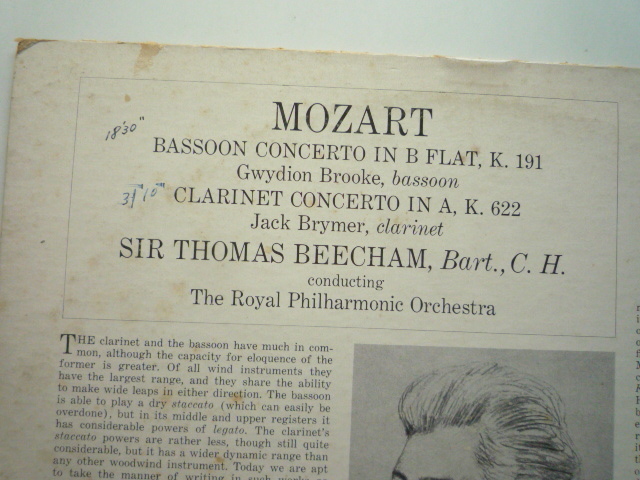 MOZART
18'30"
BASSOON CONCERTO IN B FLAT, K. 191
Gwydion Brooke, bassoon
31'10" CLARINET CONCERTO IN A, K. 622
Jack Brymer, clarinet
SIR THOMAS BEECHAM, Bart., C. H.
conducting
The Royal Philharmonic Orchestra
THE clarinet and the bassoon have much in com-
mon, although the capacity for eloquence of the
former is greater. Of all wind instruments they
have the largest range, and they share the ability
to make wide leaps in either direction. The bassoon
is able to play a dry staccato (which can easily be
overdone), but in its middle and upper registers it
has considerable powers of legato. The clarinet's
staccato powers are rather less, though still quite
considerable, but it has a wider dynamic range than
any other woodwind instrument. Today we are apt
to take the manner of writing in such works as